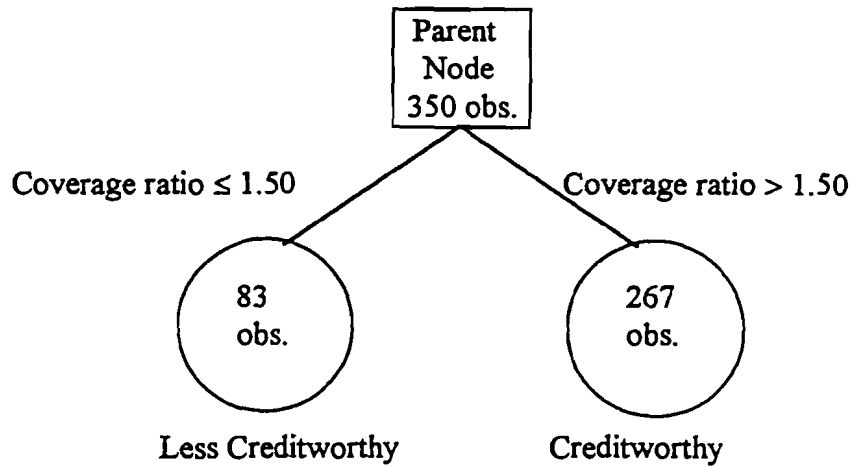 Parent
Node
350 obs.
Coverage ratio ≤ 1.50
Coverage ratio > 1.50
83
obs.
267
obs.
Less Creditworthy
Creditworthy